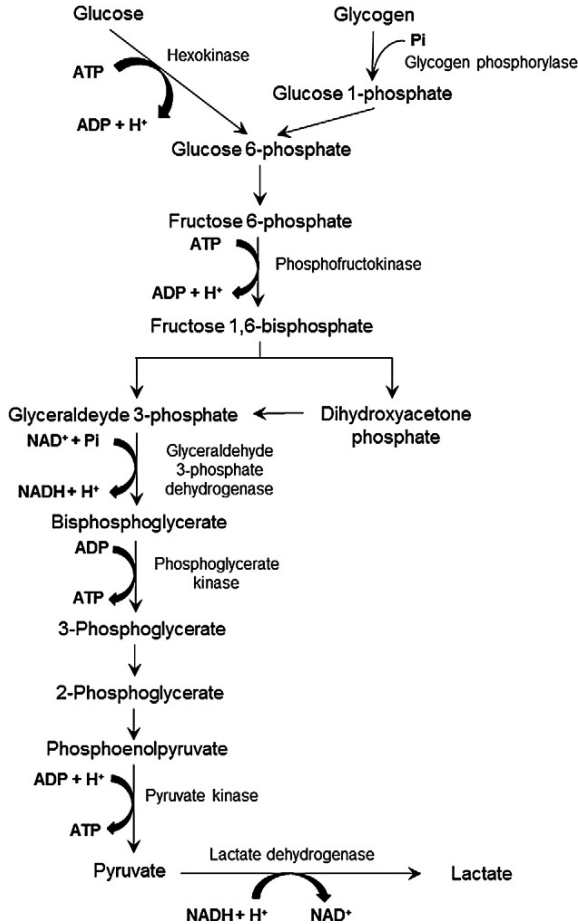 Glucose
Glycogen
Hexokinase
Pi
ATP
Glycogen phosphorylase
Glucose 1-phosphate
ADP + H⁺
Glucose 6-phosphate
Fructose 6-phosphate
ATP
Phosphofructokinase
ADP + H⁺
Fructose 1,6-bisphosphate
Glyceraldeyde 3-phosphate
Dihydroxyacetone
phosphate
NAD⁺ + Pi
Glyceraldehyde
3-phosphate
dehydrogenase
NADH + H⁺
Bisphosphoglycerate
ADP
Phosphoglycerate
kinase
ATP
3-Phosphoglycerate
2-Phosphoglycerate
Phosphoenolpyruvate
ADP + H⁺
Pyruvate kinase
ATP
Pyruvate
Lactate dehydrogenase
Lactate
NADH + H⁺
NAD⁺